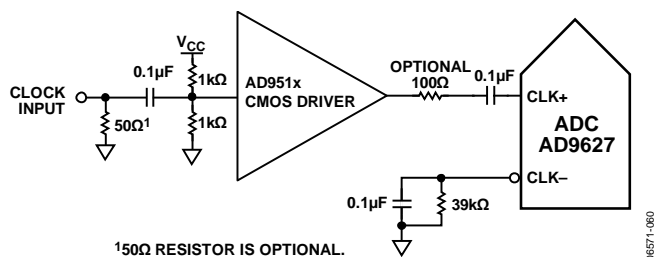 V_CC
0.1µF
1kΩ
CLOCK
INPUT
50Ω¹
1kΩ
AD951x
CMOS DRIVER
OPTIONAL
100Ω
0.1µF
CLK+
ADC
AD9627
CLK–
0.1µF
39kΩ
¹50Ω RESISTOR IS OPTIONAL.
06571-060